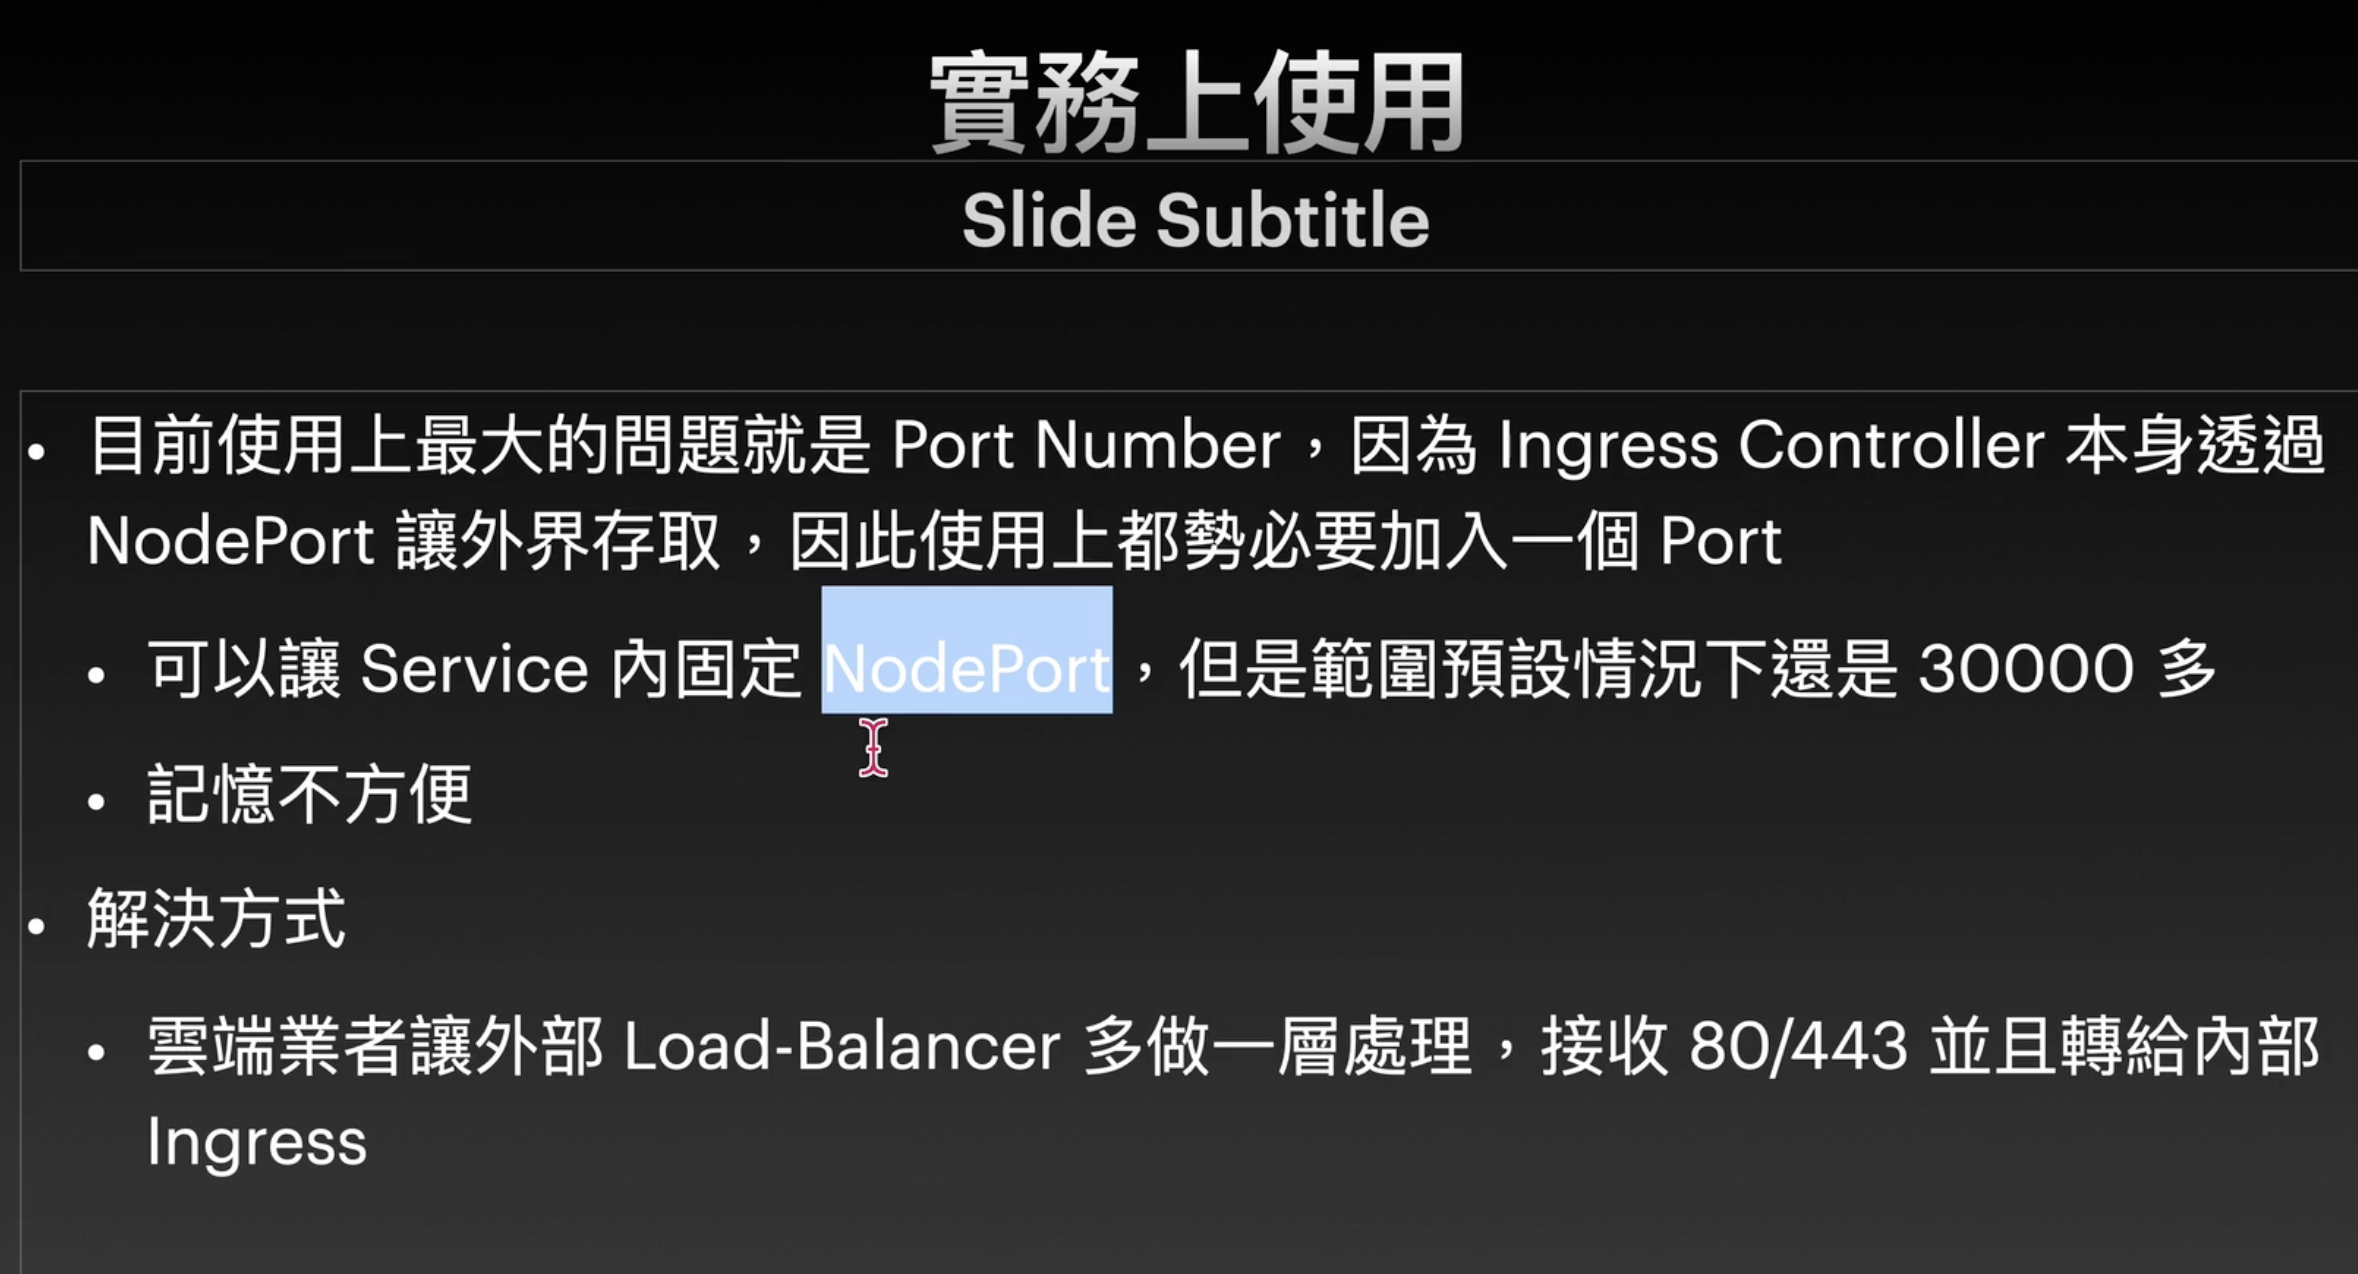 實務上使用
Slide Subtitle
• 目前使用上最大的問題就是 Port Number，因為 Ingress Controller 本身透過
NodePort 讓外界存取，因此使用上都勢必要加入一個 Port
• 可以讓 Service 內固定 NodePort，但是範圍預設情況下還是 30000 多
• 記憶不方便
• 解決方式
• 雲端業者讓外部 Load-Balancer 多做一層處理，接收 80/443 並且轉給內部
Ingress